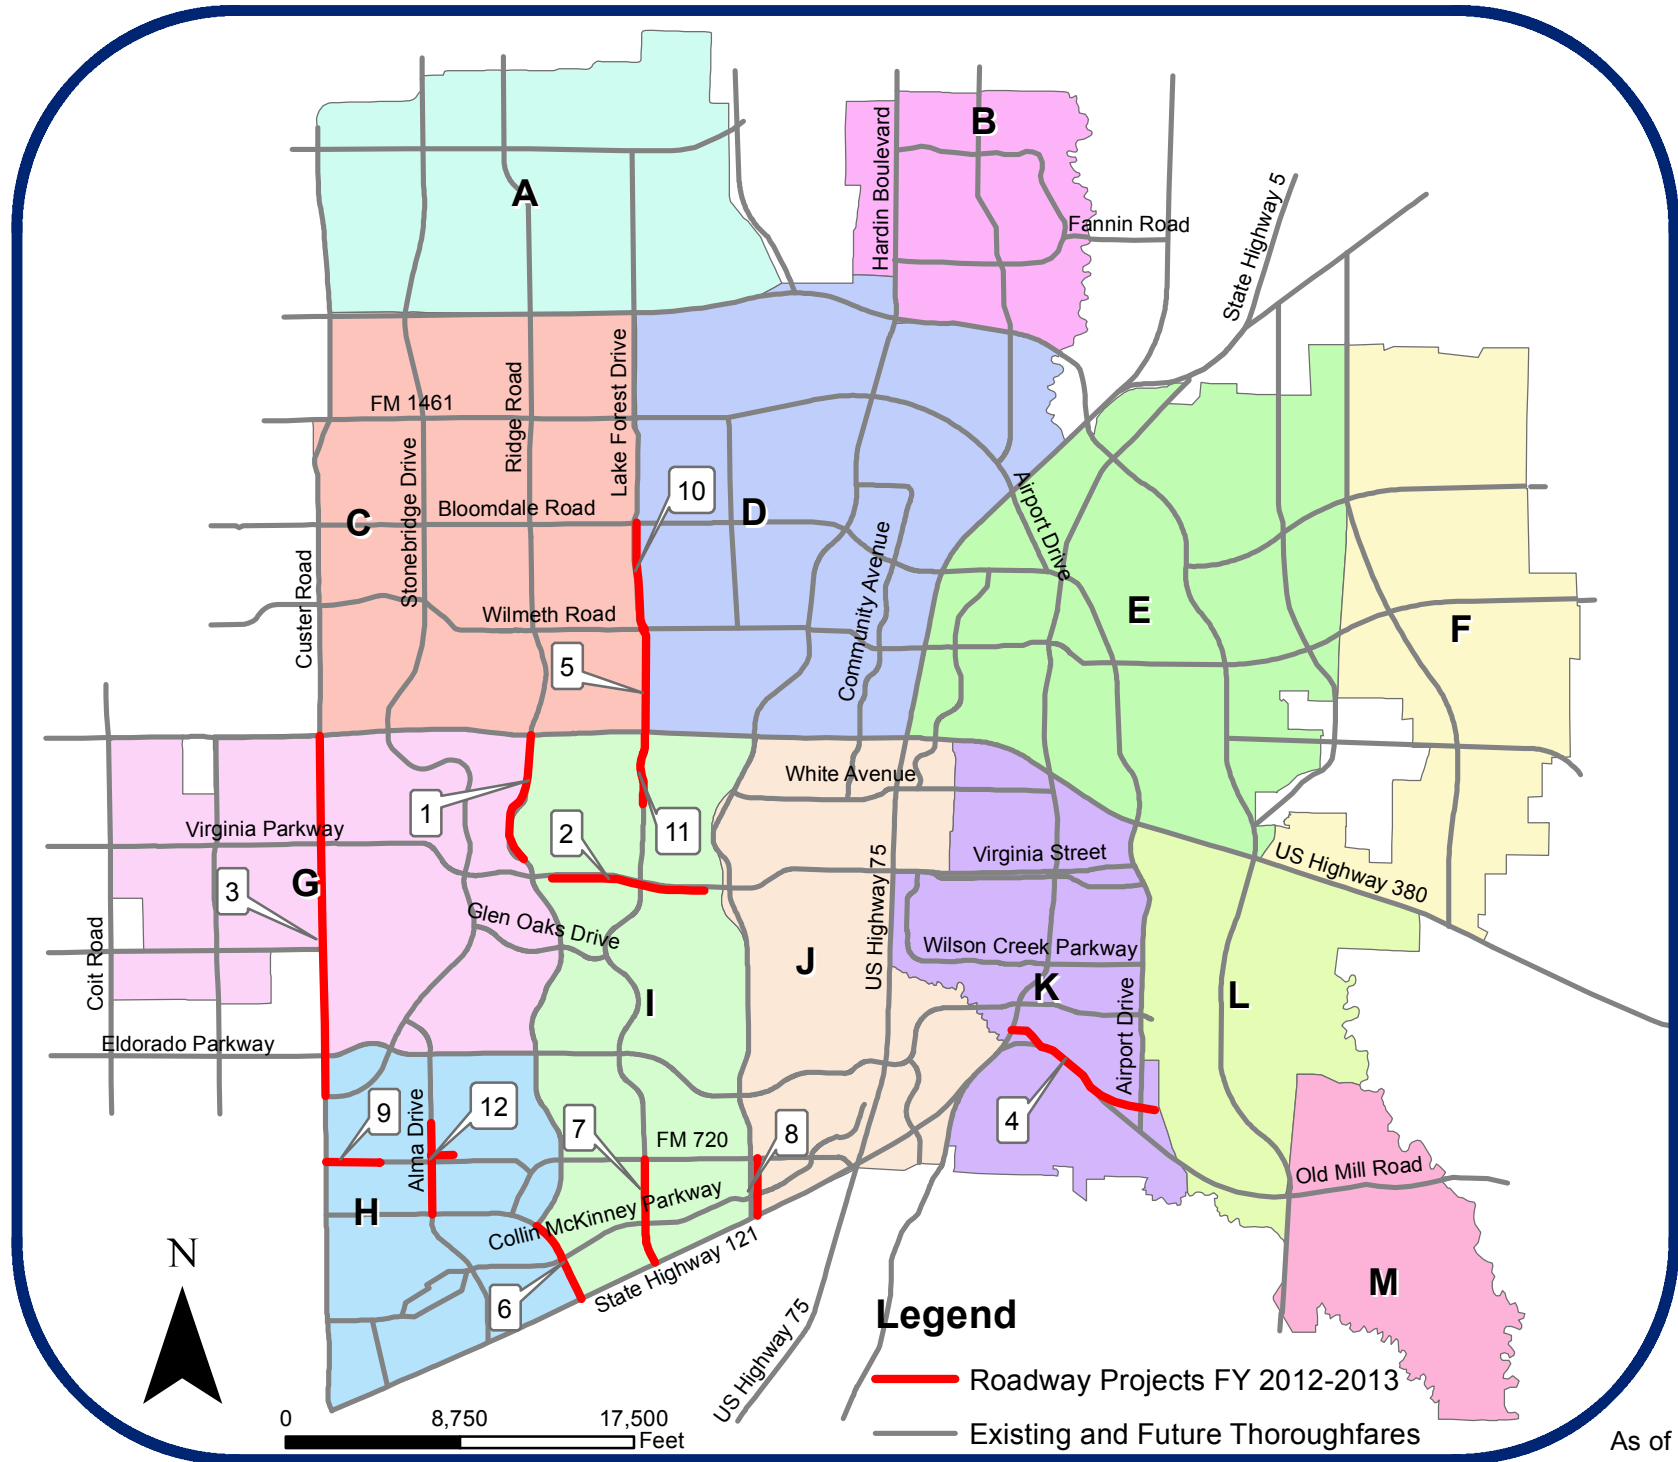 B
A
Hardin Boulevard
Fannin Road
State Highway 5
Lake Forest Drive
Ridge Road
FM 1461
Stonebridge Drive
10
Bloomdale Road
C
D
Airport Drive
Community Avenue
Custer Road
Wilmeth Road
E
F
5
White Avenue
1
2
11
Virginia Parkway
Virginia Street
US Highway 380
US Highway 75
G
3
Glen Oaks Drive
Coit Road
Wilson Creek Parkway
J
K
L
I
Airport Drive
Eldorado Parkway
9
12
Alma Drive
7
FM 720
8
4
Old Mill Road
H
Collin McKinney Parkway
State Highway 121
N
6
M
US Highway 75
Legend
Roadway Projects FY 2012-2013
Existing and Future Thoroughfares
0 8,750 17,500
Feet
As of